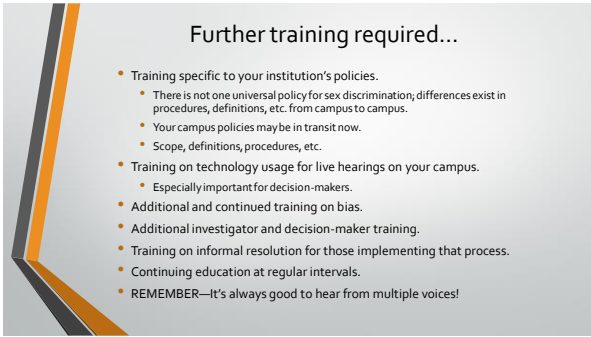 Further training required…
• Training specific to your institution's policies.
• There is not one universal policy for sex discrimination; differences exist in
procedures, definitions, etc. from campus to campus.
• Your campus policies may be in transit now.
• Scope, definitions, procedures, etc.
• Training on technology usage for live hearings on your campus.
• Especially important for decision-makers.
• Additional and continued training on bias.
• Additional investigator and decision-maker training.
• Training on informal resolution for those implementing that process.
• Continuing education at regular intervals.
• REMEMBER—It's always good to hear from multiple voices!